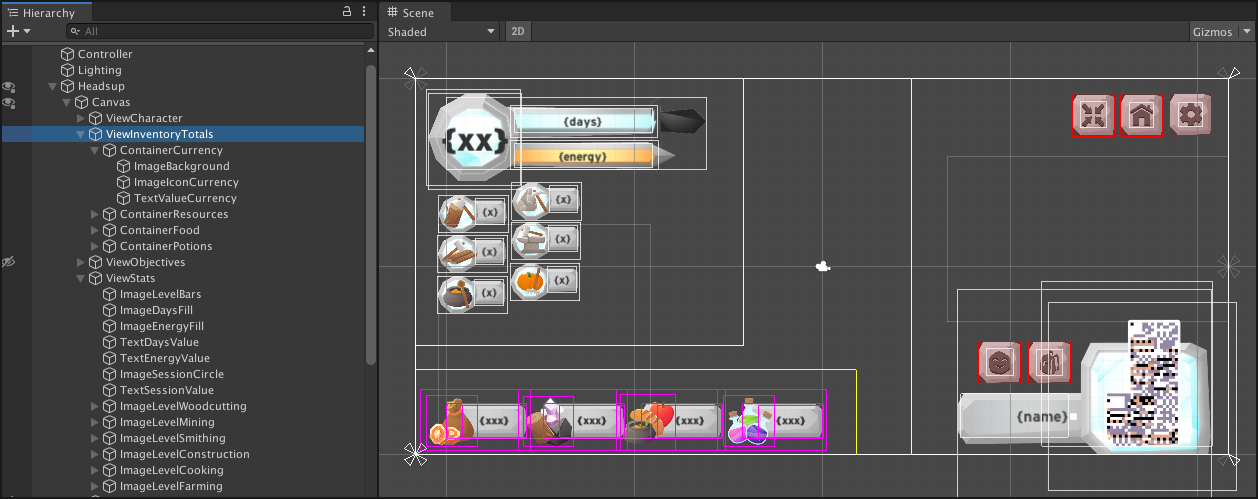 Hierarchy
All
Controller
Lighting
Headsup
Canvas
ViewCharacter
ViewInventoryTotals
ContainerCurrency
ImageBackground
ImageIconCurrency
TextValueCurrency
ContainerResources
ContainerFood
ContainerPotions
ViewObjectives
ViewStats
ImageLevelBars
ImageDaysFill
ImageEnergyFill
TextDaysValue
TextEnergyValue
ImageSessionCircle
TextSessionValue
ImageLevelWoodcutting
ImageLevelMining
ImageLevelSmithing
ImageLevelConstruction
ImageLevelCooking
ImageLevelFarming
Scene
Shaded
2D
Gizmos
{xx}
{days}
{energy}
{x}
{x}
{x}
{x}
{x}
{x}
{xxx}
{xxx}
{xxx}
{xxx}
{name}